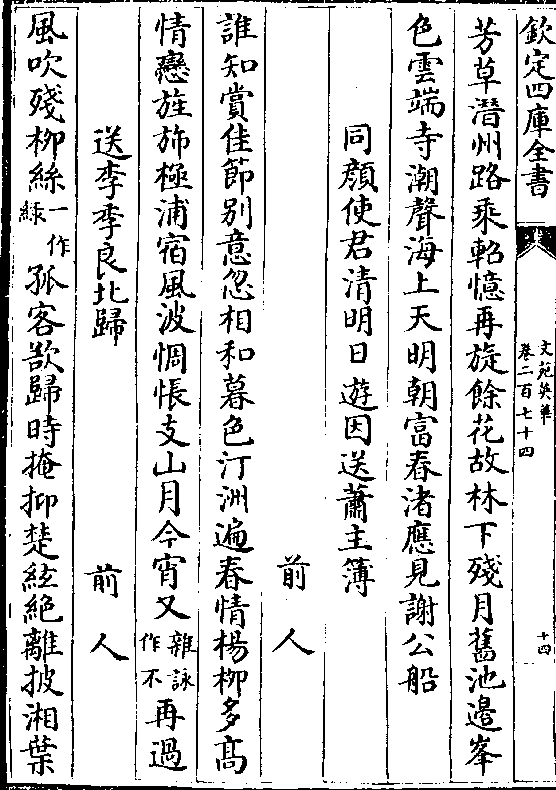 欽定四庫全書
文苑英華
卷二百七十四
十四
芳草潛州路乘軺憶再旋餘花故林下殘月舊池邊峯
色雲端寺潮聲海上天明朝富春渚應見謝公船
同顔使君清明日遊因送蕭主簿
前人
誰知賞佳節别意忽相和暮色汀洲遍春情楊柳多髙
情戀旌斾極浦宿風波惆悵支山月今宵又雜詠作不再過
送李季良北歸
前人
風吹殘柳絲一作緑孤客欲歸時掩抑楚絃絶離披湘葉